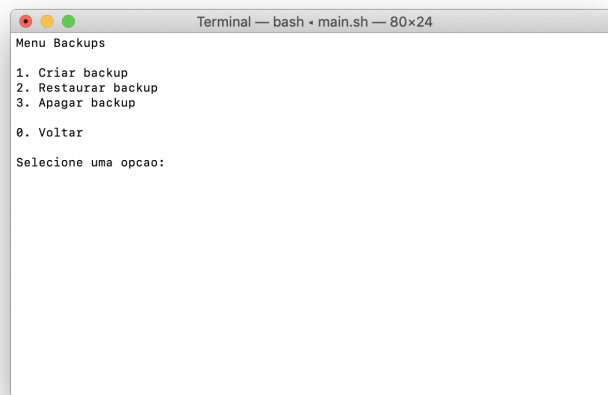 Terminal — bash ◂ main.sh — 80×24
Menu Backups
1. Criar backup
2. Restaurar backup
3. Apagar backup
0. Voltar
Selecione uma opcao: